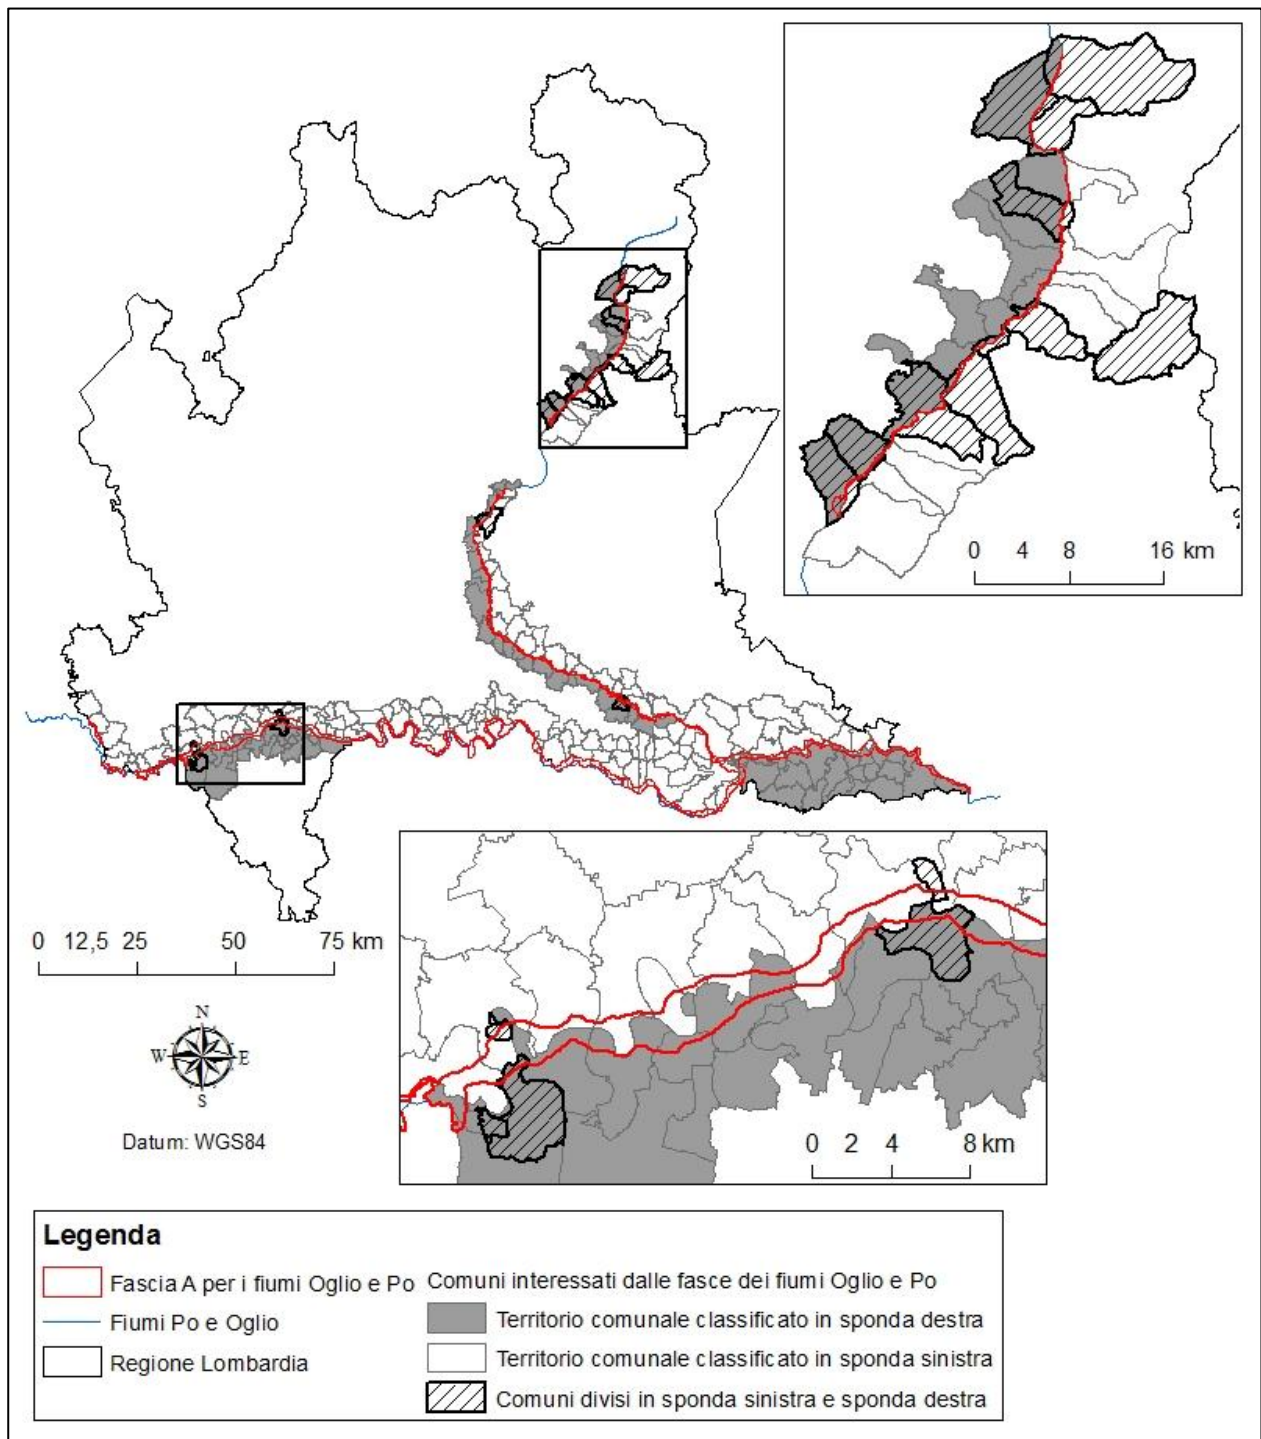 0 4 8 16 km
0 12,5 25 50 75 km
N
W E
S
Datum: WGS84
0 2 4 8 km
Legenda
Fascia A per i fiumi Oglio e Po
Fiumi Po e Oglio
Regione Lombardia
Comuni interessati dalle fasce dei fiumi Oglio e Po
Territorio comunale classificato in sponda destra
Territorio comunale classificato in sponda sinistra
Comuni divisi in sponda sinistra e sponda destra